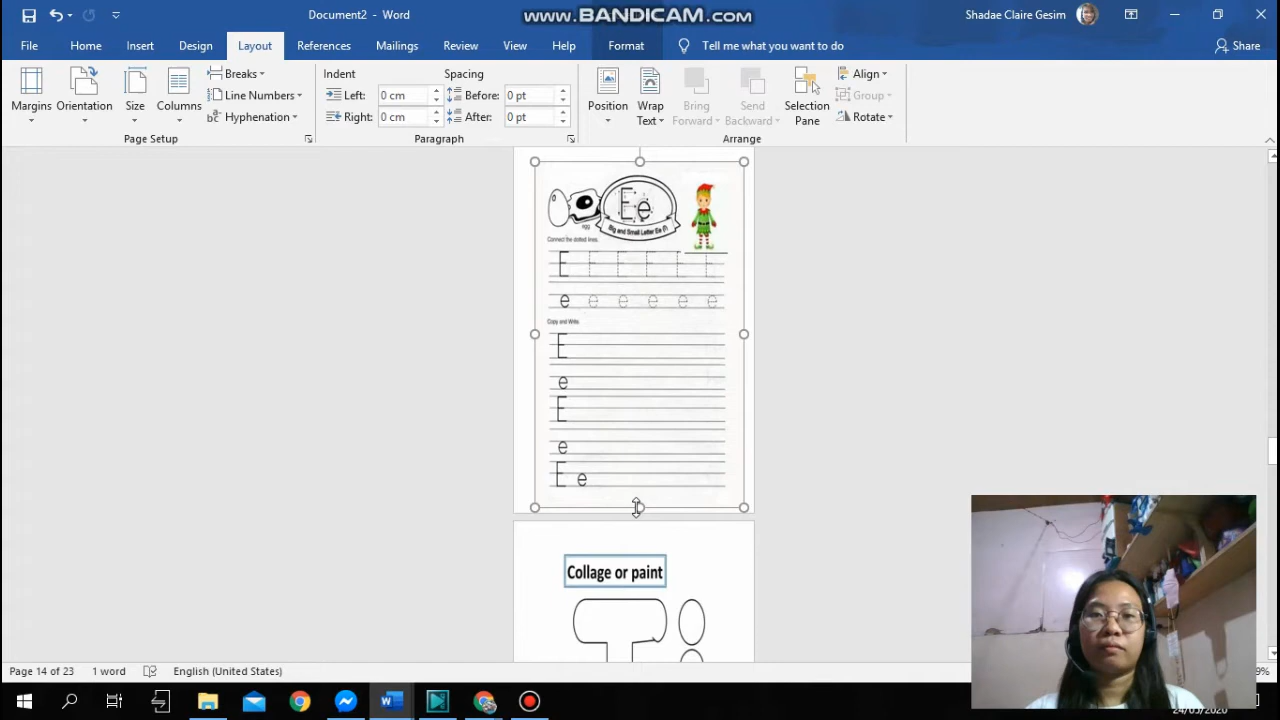 Document2 - Word
www.BANDICAM.com
Shadae Claire Gesim
File Home Insert Design Layout References Mailings Review View Help Format Tell me what you want to do Share
Margins Orientation Size Columns
Breaks
Line Numbers
Hyphenation
Page Setup
Indent Spacing
Left: 0 cm Before: 0 pt
Right: 0 cm After: 0 pt
Paragraph
Position Wrap Text Bring Forward Send Backward Selection Pane
Align
Group
Rotate
Arrange
Ee
egg
Big and Small Letter Ee
Connect the dotted lines.
E E E E E E
e e e e e e
Copy and Write.
E
e
E
e
E e
Collage or paint
Page 14 of 23 1 word English (United States)
24/05/2020